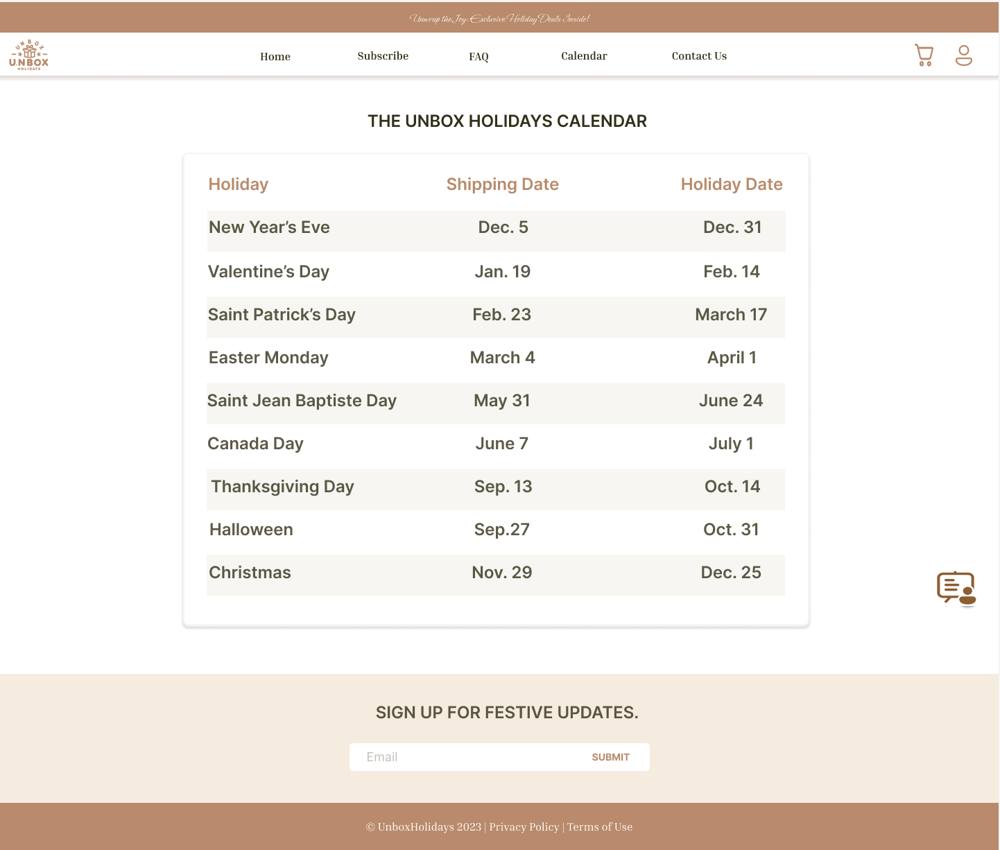 Unwrap the Joy: Exclusive Holiday Deals Inside!
UNBOX
UNBOX
HOLIDAYS
Home Subscribe FAQ Calendar Contact Us
THE UNBOX HOLIDAYS CALENDAR
Holiday Shipping Date Holiday Date
New Year’s Eve Dec. 5 Dec. 31
Valentine’s Day Jan. 19 Feb. 14
Saint Patrick’s Day Feb. 23 March 17
Easter Monday March 4 April 1
Saint Jean Baptiste Day May 31 June 24
Canada Day June 7 July 1
Thanksgiving Day Sep. 13 Oct. 14
Halloween Sep.27 Oct. 31
Christmas Nov. 29 Dec. 25
SIGN UP FOR FESTIVE UPDATES.
Email SUBMIT
© UnboxHolidays 2023 | Privacy Policy | Terms of Use